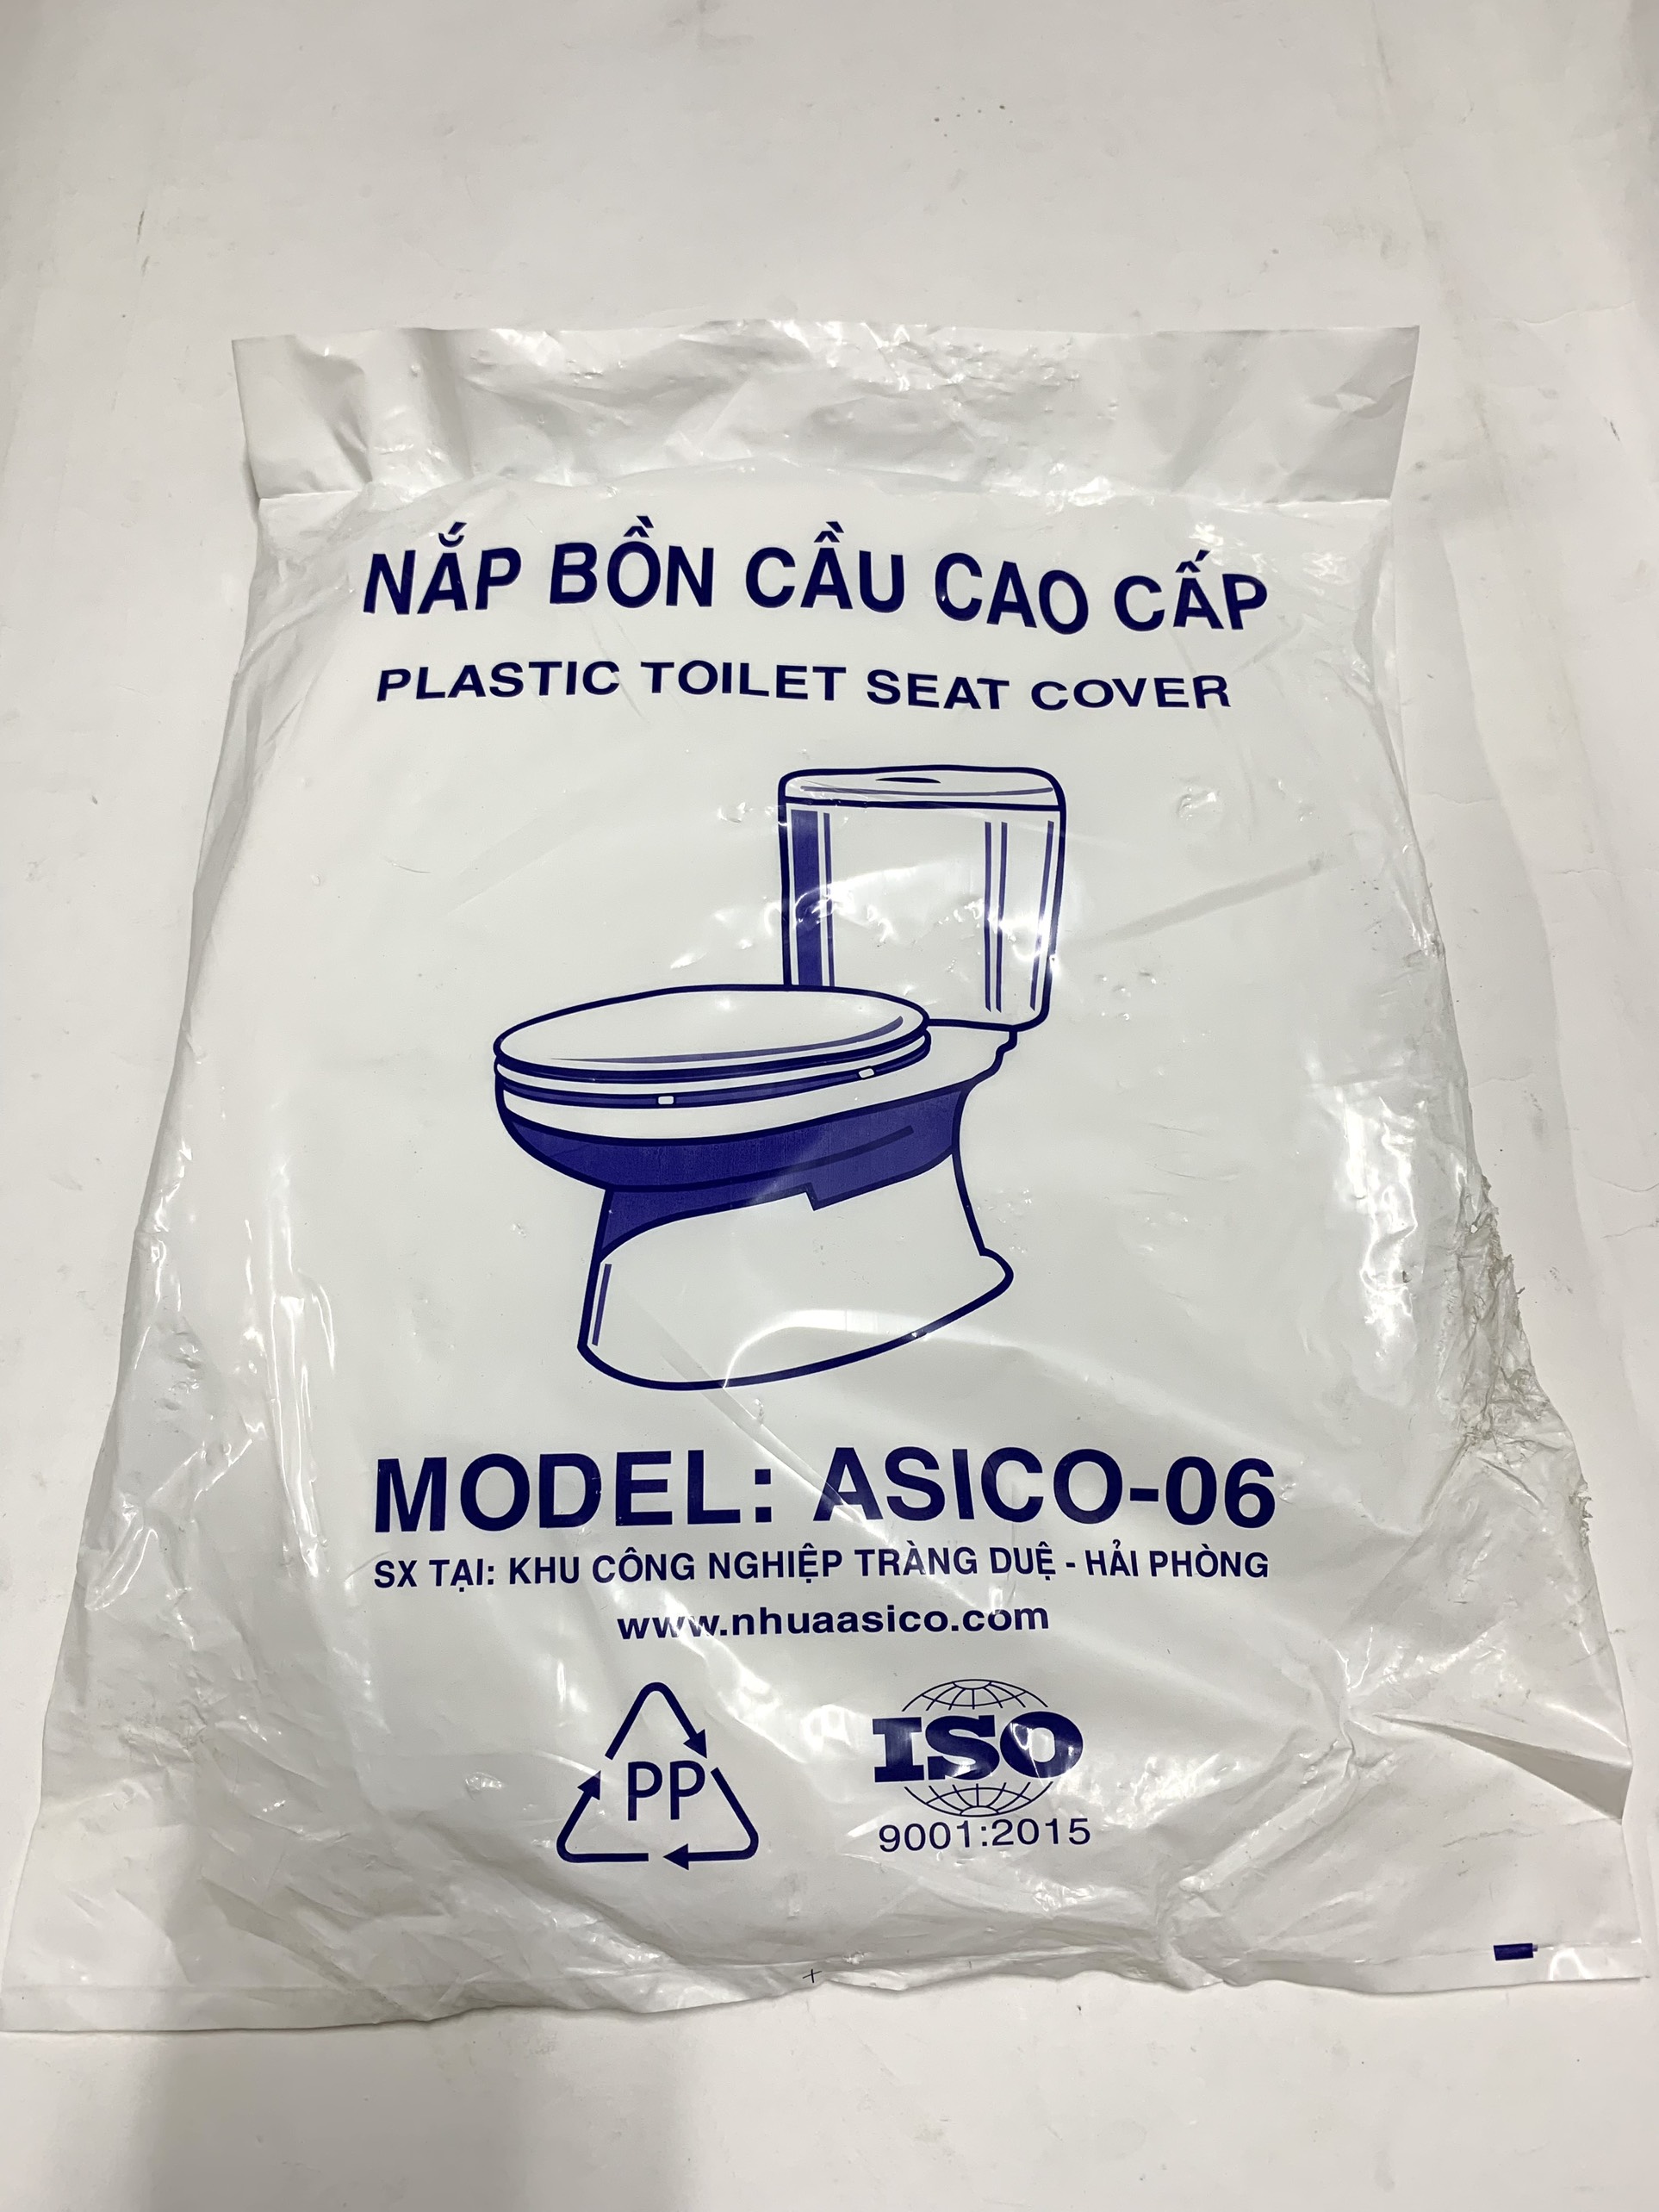 NẮP BỒN CẦU CAO CẤP
PLASTIC TOILET SEAT COVER
MODEL: ASICO-06
SX TẠI: KHU CÔNG NGHIỆP TRÀNG DUỆ - HẢI PHÒNG
www.nhuaasico.com
PP
ISO
9001:2015